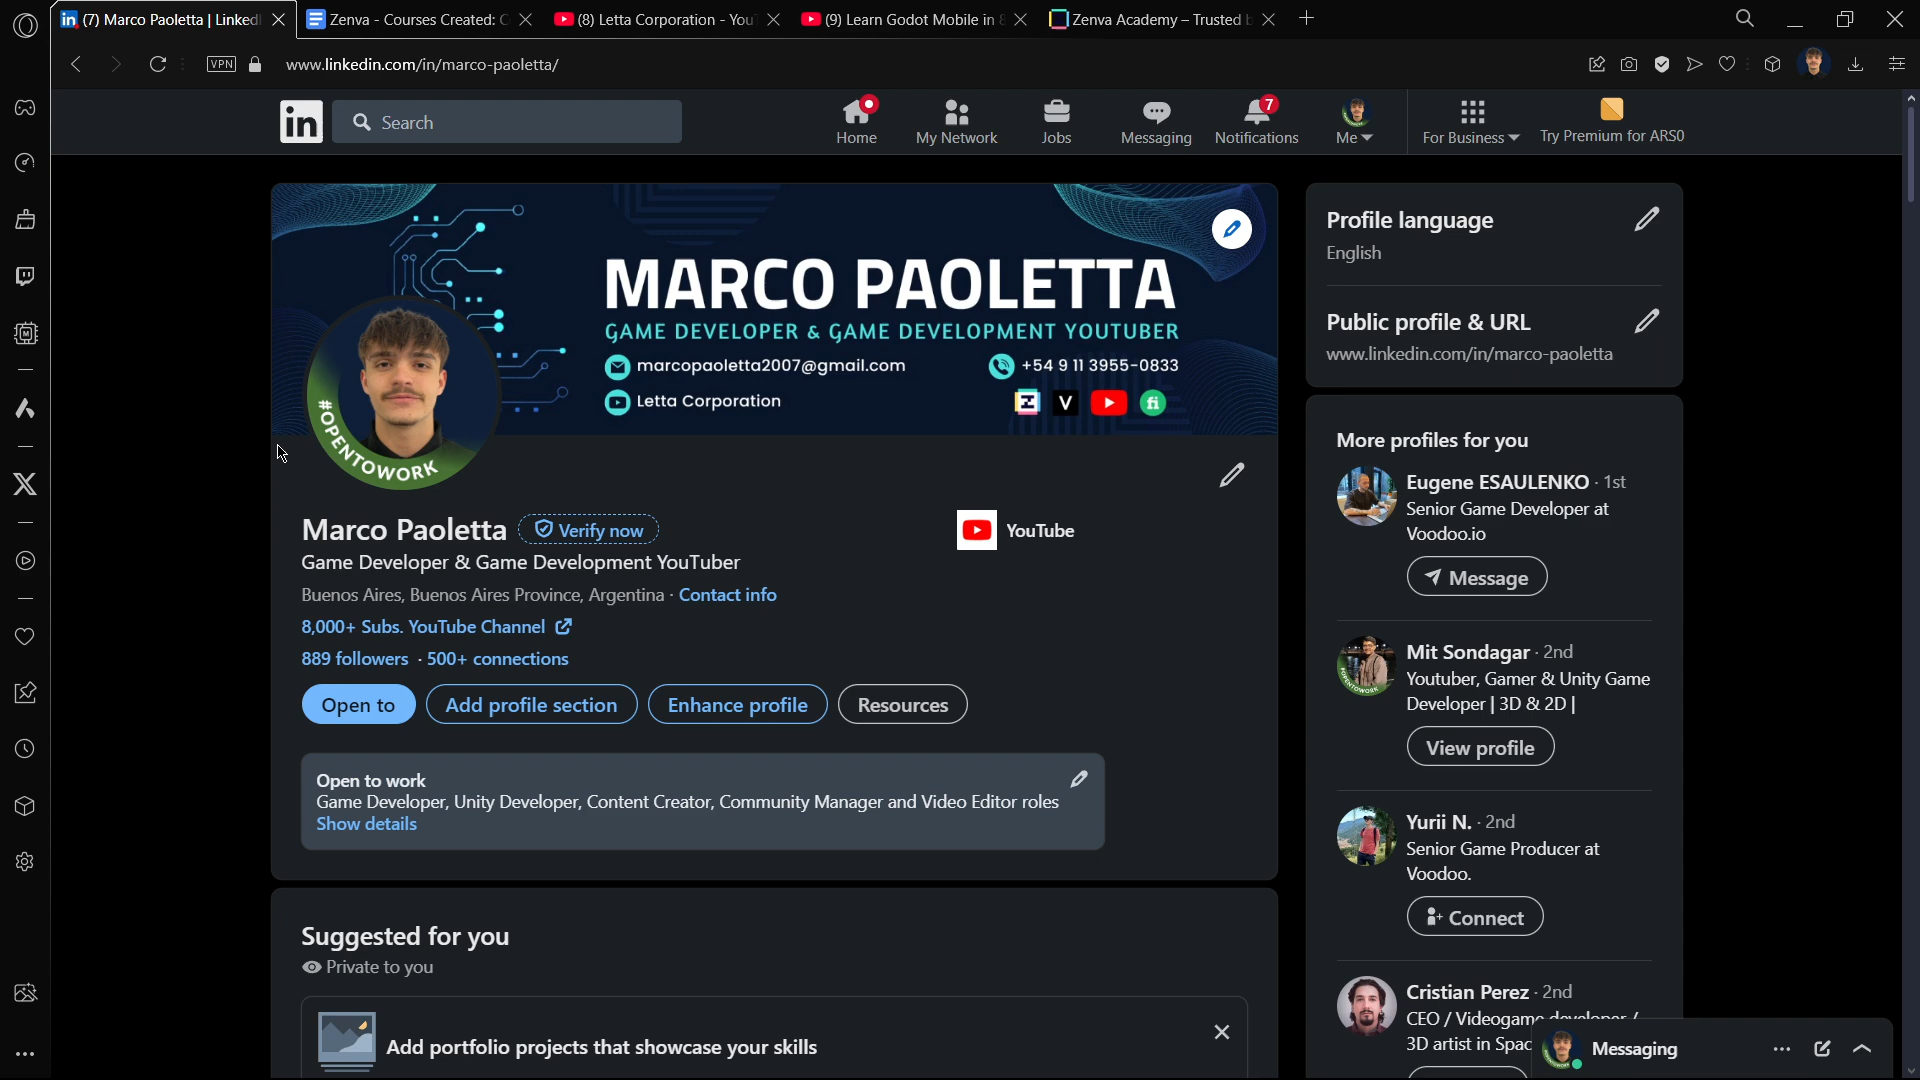 (7) Marco Paoletta | Linked
Zenva - Courses Created:
(8) Letta Corporation - You
(9) Learn Godot Mobile in
Zenva Academy – Trusted
VPN
www.linkedin.com/in/marco-paoletta/
in
Search
Home
My Network
Jobs
Messaging
7
Notifications
Me
For Business
Try Premium for ARS0
MARCO PAOLETTA
GAME DEVELOPER & GAME DEVELOPMENT YOUTUBER
marcopaoletta2007@gmail.com
+54 9 11 3955-0833
Letta Corporation
#OPENTOWORK
Marco Paoletta
Verify now
YouTube
Game Developer & Game Development YouTuber
Buenos Aires, Buenos Aires Province, Argentina · Contact info
8,000+ Subs. YouTube Channel
889 followers · 500+ connections
Open to
Add profile section
Enhance profile
Resources
Open to work
Game Developer, Unity Developer, Content Creator, Community Manager and Video Editor roles
Show details
Suggested for you
Private to you
Add portfolio projects that showcase your skills
Profile language
English
Public profile & URL
www.linkedin.com/in/marco-paoletta
More profiles for you
Eugene ESAULENKO · 1st
Senior Game Developer at
Voodoo.io
Message
Mit Sondagar · 2nd
Youtuber, Gamer & Unity Game
Developer | 3D & 2D |
View profile
Yurii N. · 2nd
Senior Game Producer at
Voodoo.
Connect
Cristian Perez · 2nd
CEO / Videogame developer /
3D artist in Spac
Messaging